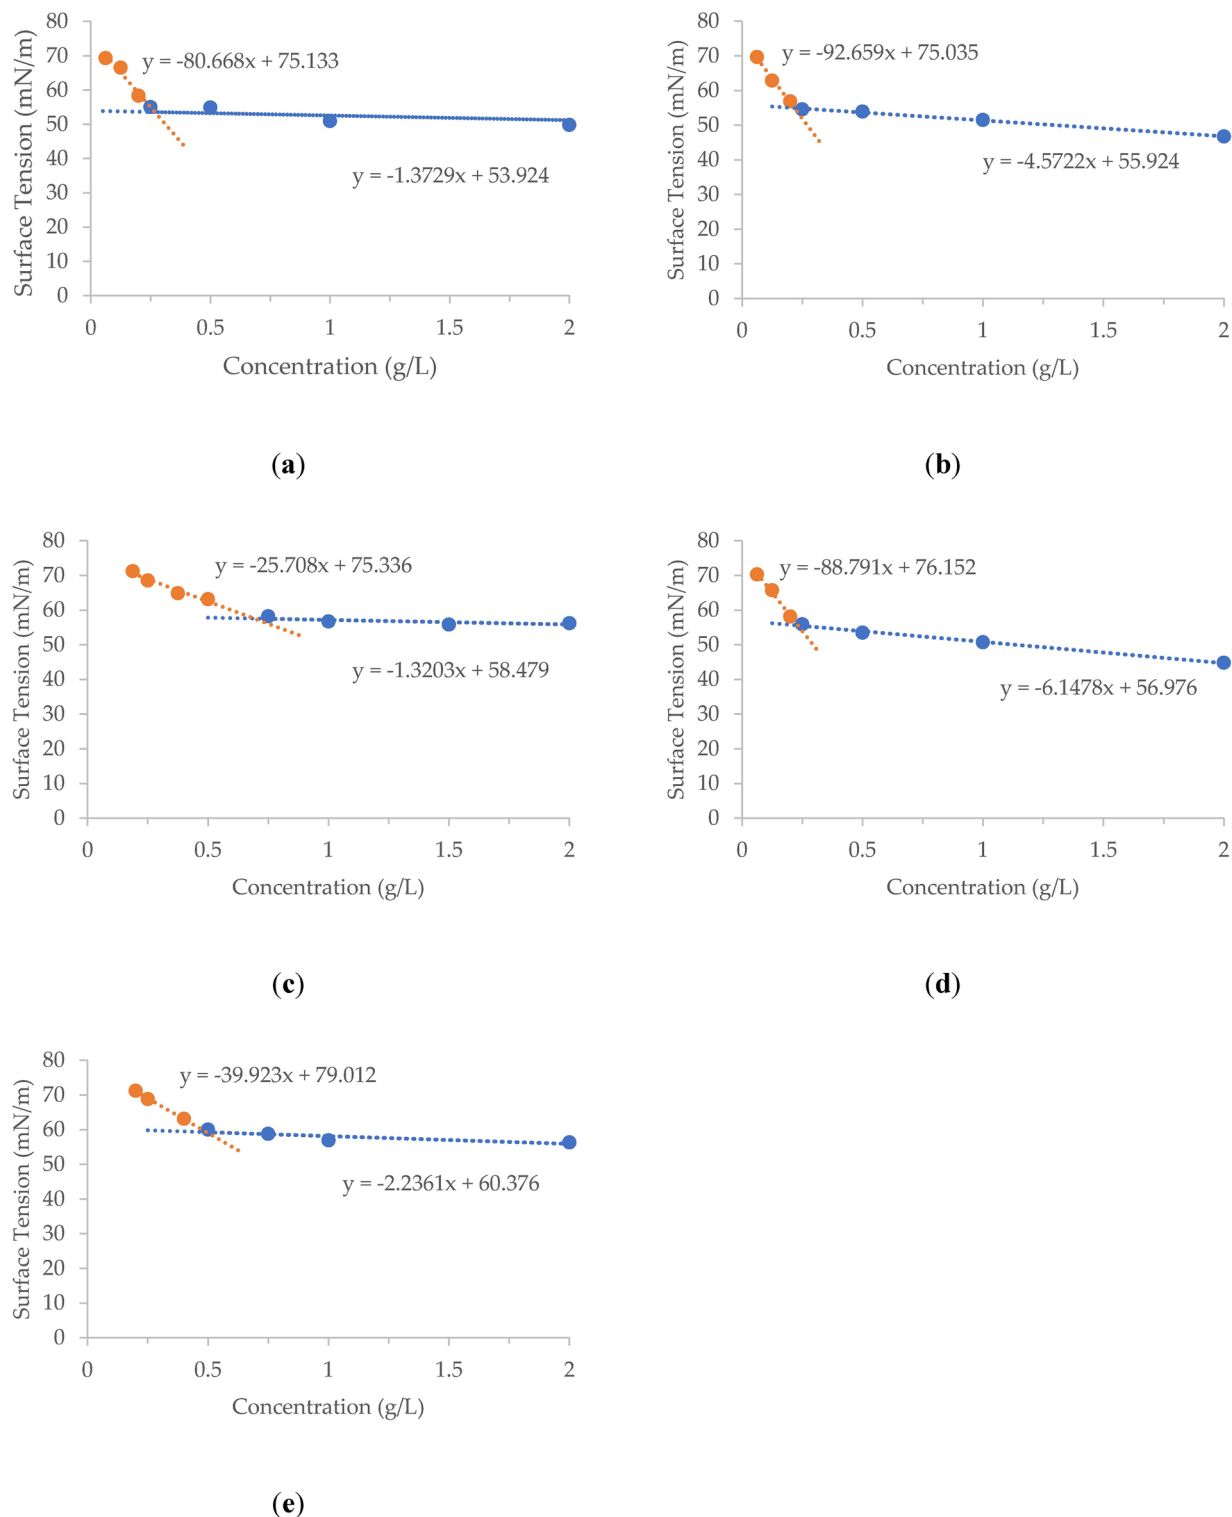 80
70
60
50
40
30
20
10
0
Surface Tension (mN/m)
y = -80.668x + 75.133
y = -1.3729x + 53.924
0 0.5 1 1.5 2
Concentration (g/L)
(a)
80
70
60
50
40
30
20
10
0
Surface Tension (mN/m)
y = -92.659x + 75.035
y = -4.5722x + 55.924
0 0.5 1 1.5 2
Concentration (g/L)
(b)
80
70
60
50
40
30
20
10
0
Surface Tension (mN/m)
y = -25.708x + 75.336
y = -1.3203x + 58.479
0 0.5 1 1.5 2
Concentration (g/L)
(c)
80
70
60
50
40
30
20
10
0
Surface Tension (mN/m)
y = -88.791x + 76.152
y = -6.1478x + 56.976
0 0.5 1 1.5 2
Concentration (g/L)
(d)
80
70
60
50
40
30
20
10
0
Surface Tension (mN/m)
y = -39.923x + 79.012
y = -2.2361x + 60.376
0 0.5 1 1.5 2
Concentration (g/L)
(e)